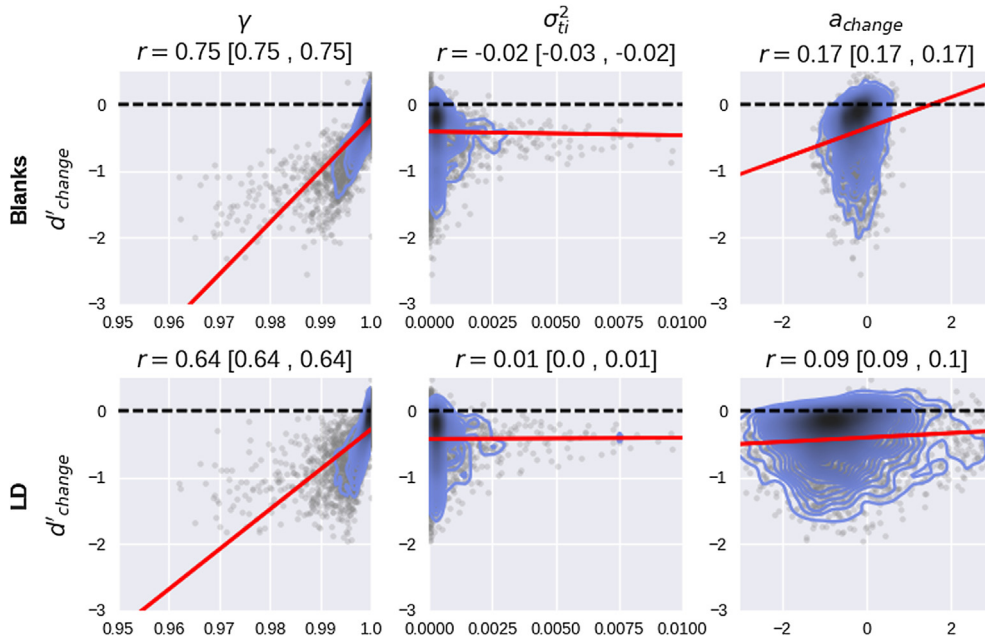 γ σ²ti a_change
r = 0.75 [0.75 , 0.75] r = -0.02 [-0.03 , -0.02] r = 0.17 [0.17 , 0.17]
Blanks
d′change
0
−1
−2
−3
0
−1
−2
−3
0
−1
−2
−3
0.95 0.96 0.97 0.98 0.99 1.0 0.0000 0.0025 0.0050 0.0075 0.0100 −2 0 2
r = 0.64 [0.64 , 0.64] r = 0.01 [0.0 , 0.01] r = 0.09 [0.09 , 0.1]
LD
d′change
0
−1
−2
−3
0
−1
−2
−3
0
−1
−2
−3
0.95 0.96 0.97 0.98 0.99 1.0 0.0000 0.0025 0.0050 0.0075 0.0100 −2 0 2